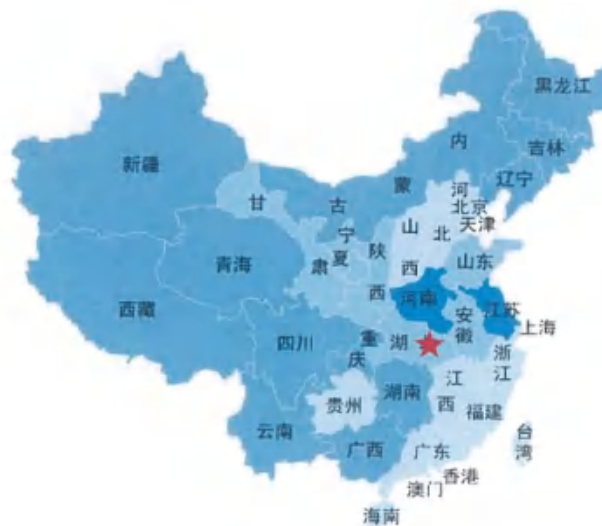 黑龙江
吉林
辽宁
内蒙古
新疆
甘肃
宁夏
陕西
山西
河北
北京
天津
山东
青海
西藏
四川
重庆
湖
河南
安徽
江苏
上海
浙江
江西
湖南
贵州
云南
广西
广东
福建
台湾
香港
澳门
海南